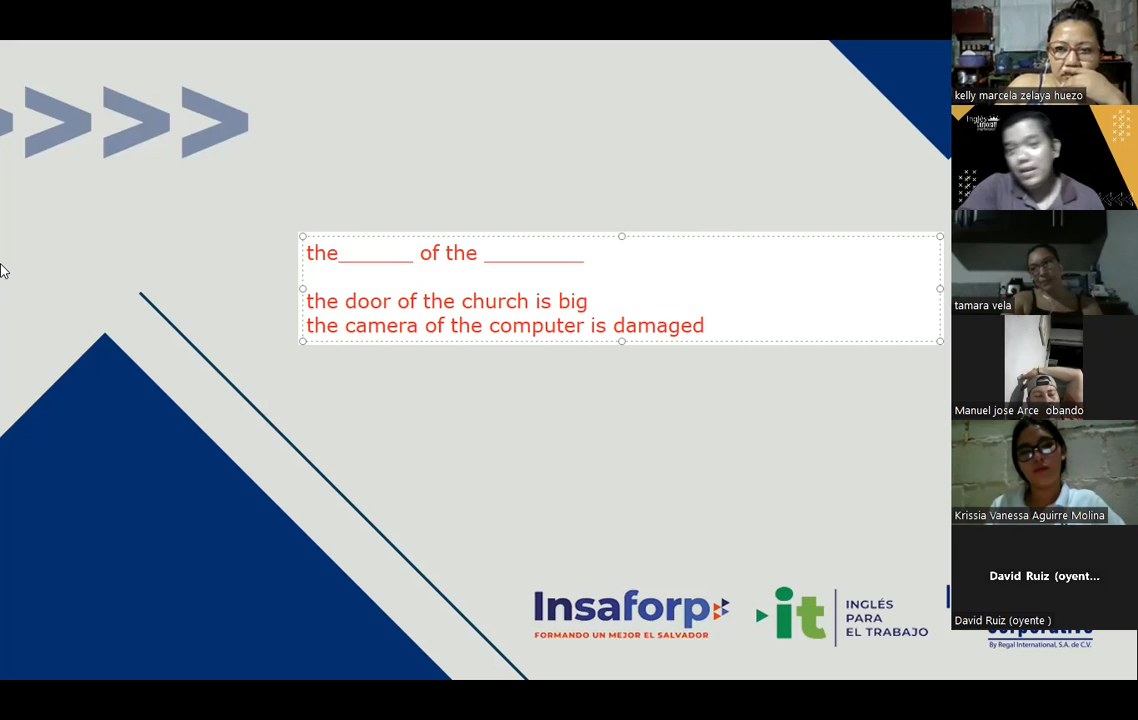 the_______ of the _________
the door of the church is big
the camera of the computer is damaged
Insaforp
FORMANDO UN MEJOR EL SALVADOR
it
INGLÉS
PARA
EL TRABAJO
By Regal International, S.A. de C.V.
kelly marcela zelaya huezo
tamara vela
Manuel jose Arce obando
Krissia Vanessa Aguirre Molina
David Ruiz (oyent...
David Ruiz (oyente )